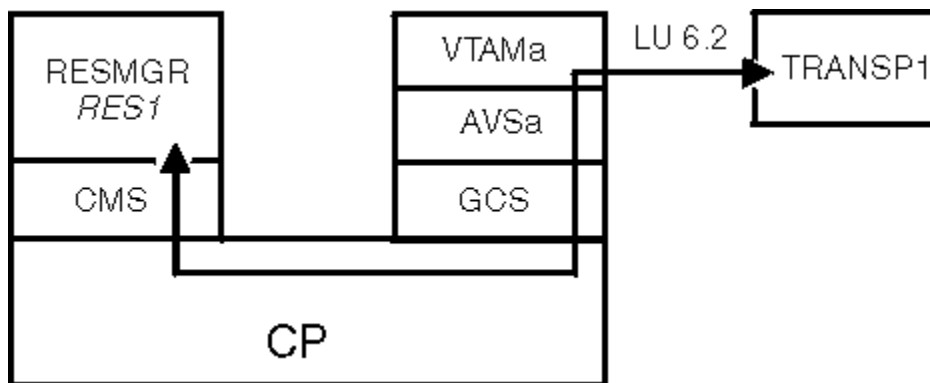 RESMGR
RES1
CMS
VTAMa
AVSa
GCS
LU 6.2
TRANSP1
CP